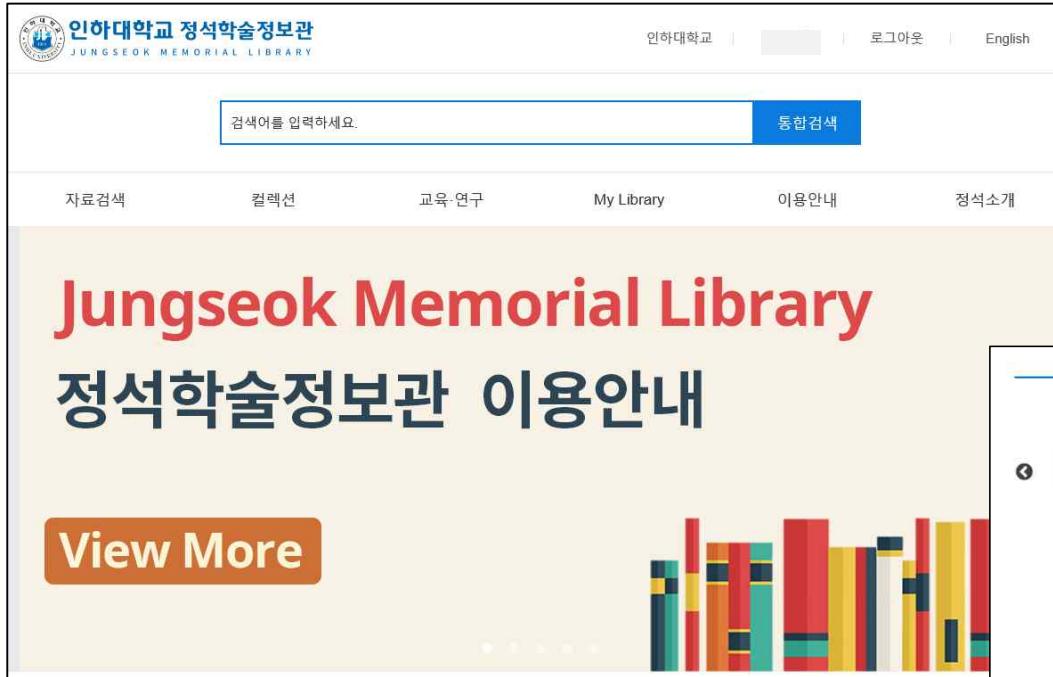 인하대학교 정석학술정보관
JUNGSEOK MEMORIAL LIBRARY
인하대학교 로그아웃 English
검색어를 입력하세요. 통합검색
자료검색 컬렉션 교육·연구 My Library 이용안내 정석소개
Jungseok Memorial Library
정석학술정보관 이용안내
View More